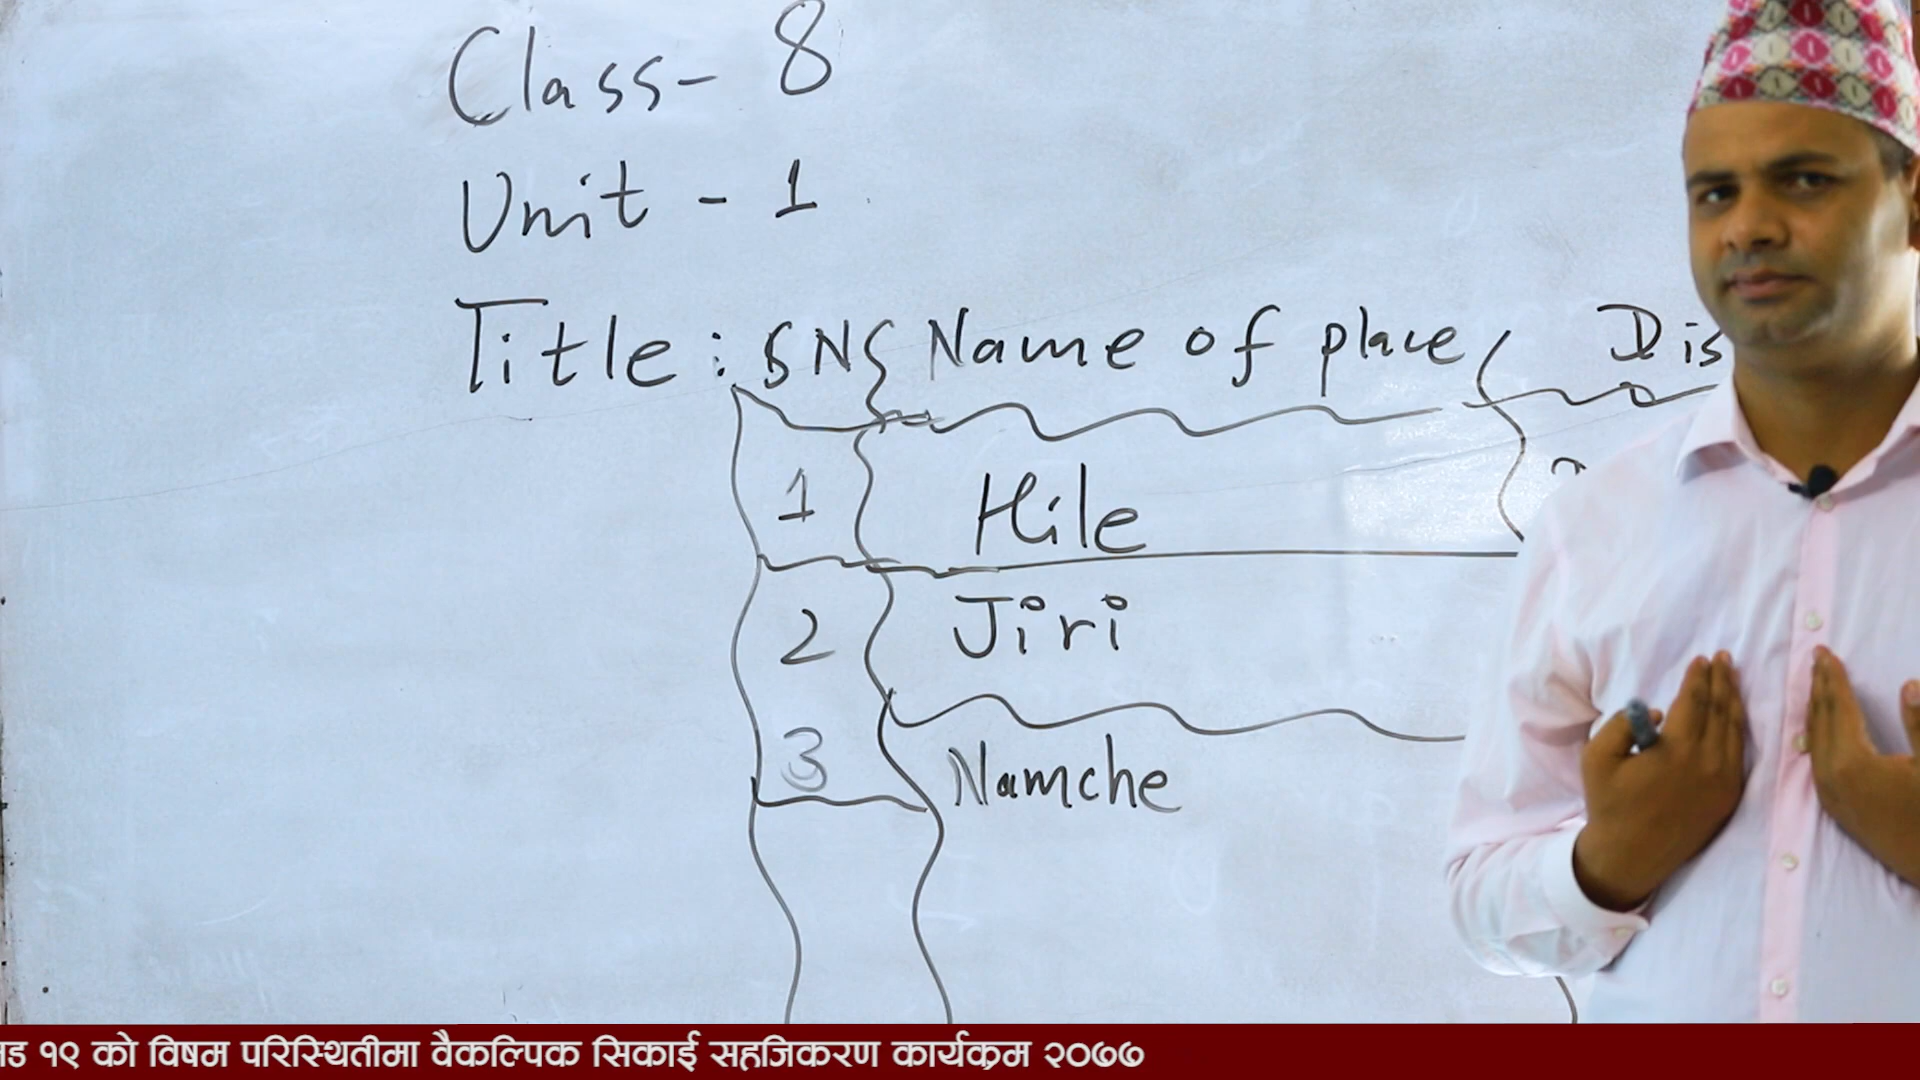 Class- 8
Unit - 1
Title: SN Name of place Dis
1 Hile
2 Jiri
3 Namche
१९ को विषम परिस्थितीमा वैकल्पिक सिकाई सहजिकरण कार्यक्रम २०७७